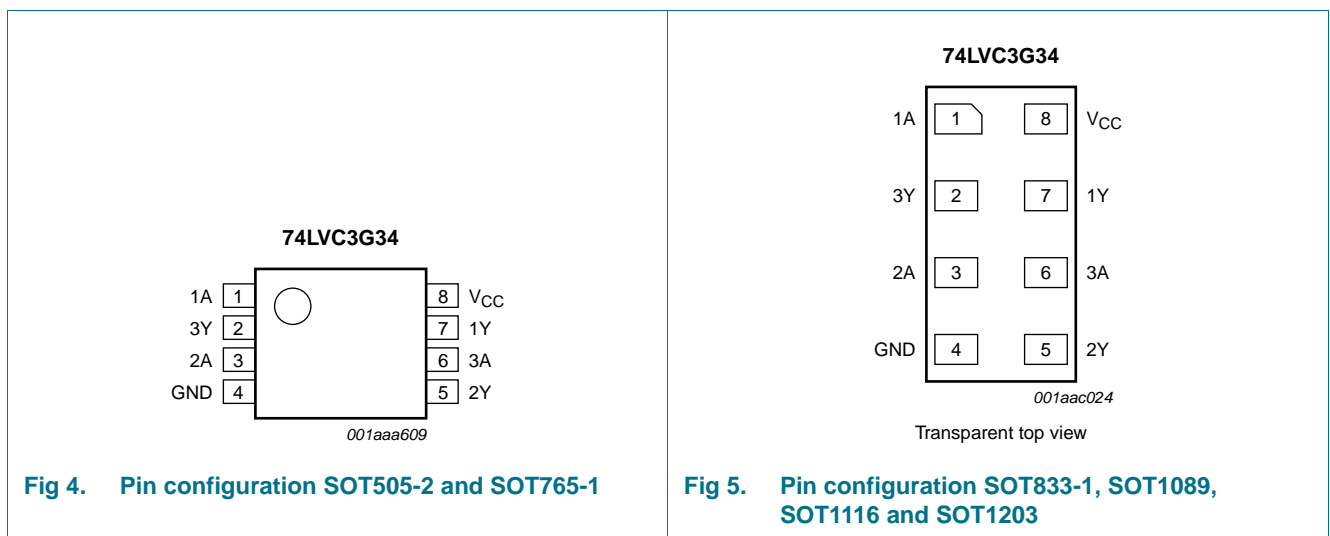 74LVC3G34
1A 1 8 VCC
3Y 2 7 1Y
2A 3 6 3A
GND 4 5 2Y
001aaa609
Fig 4. Pin configuration SOT505-2 and SOT765-1
74LVC3G34
1A 1 8 VCC
3Y 2 7 1Y
2A 3 6 3A
GND 4 5 2Y
001aac024
Transparent top view
Fig 5. Pin configuration SOT833-1, SOT1089,
SOT1116 and SOT1203